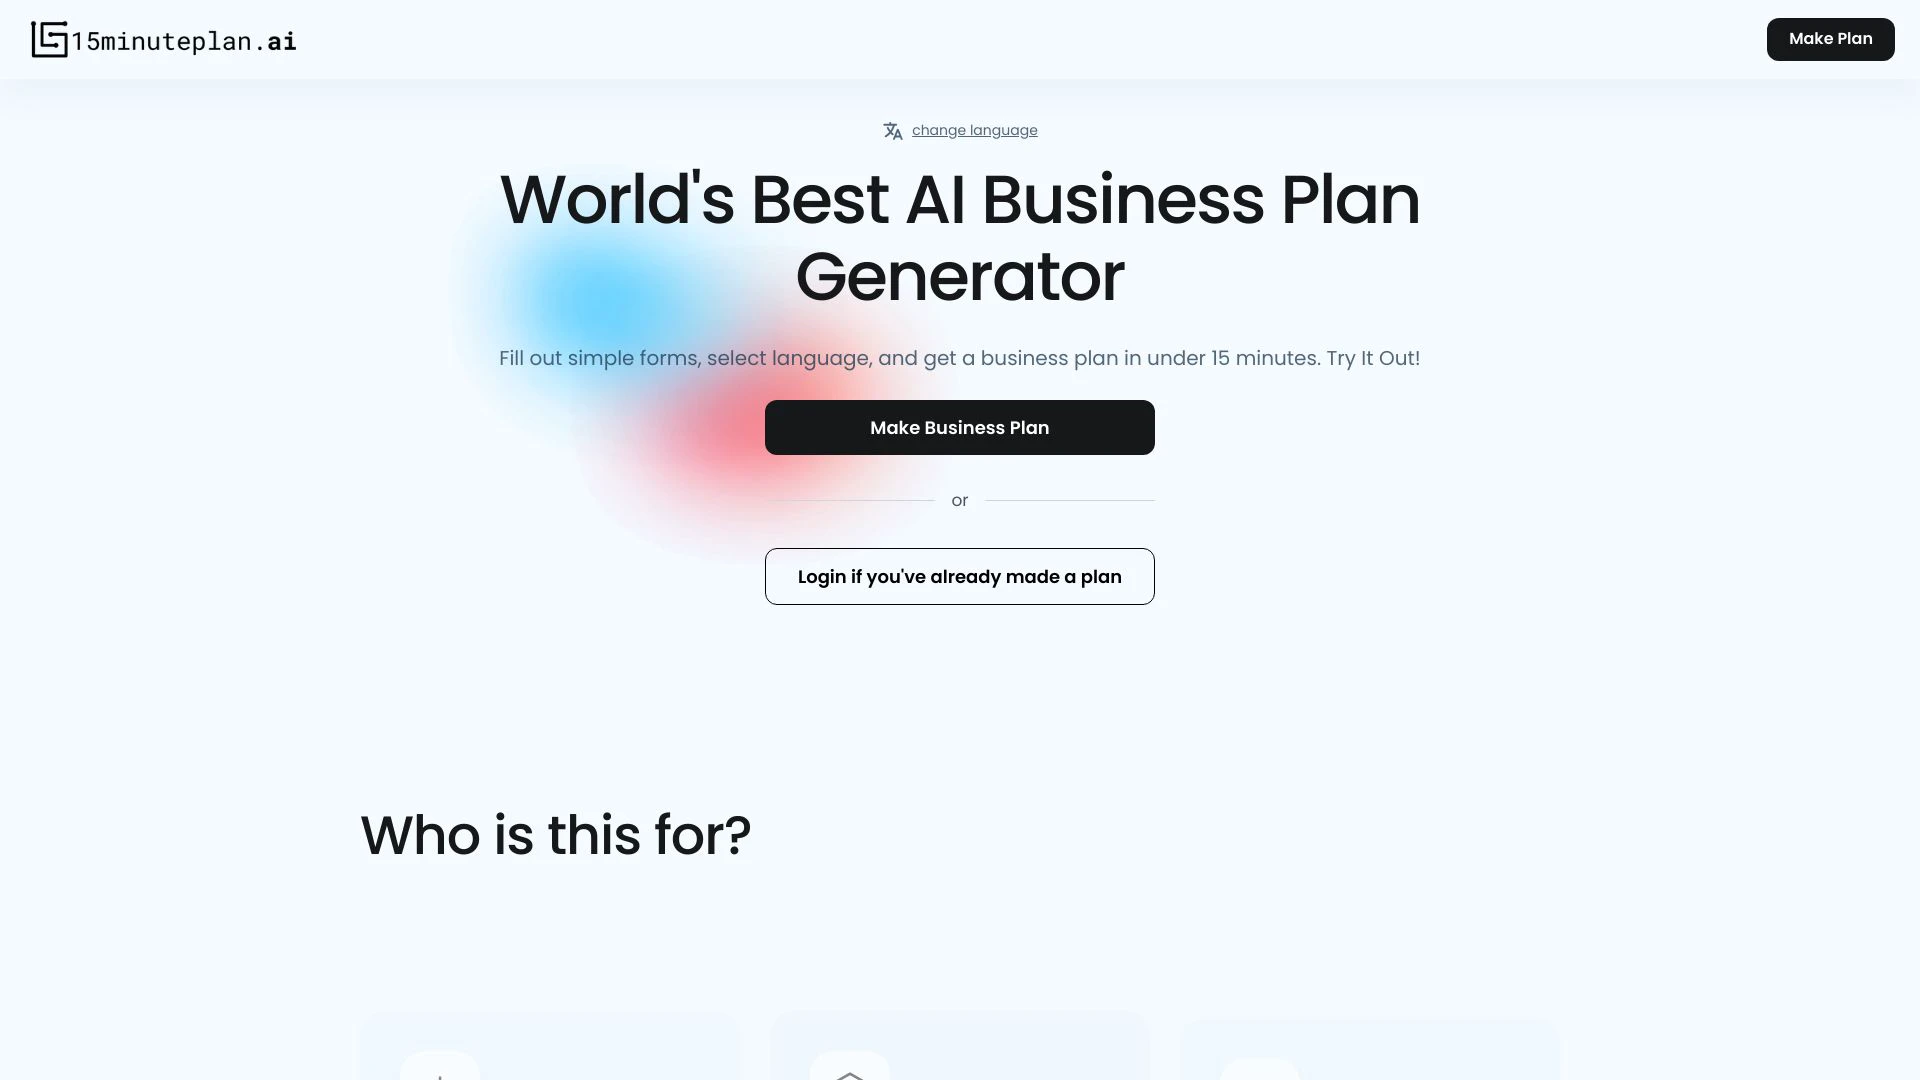 15minuteplan.ai
Make Plan
change language
World's Best AI Business Plan
Generator
Fill out simple forms, select language, and get a business plan in under 15 minutes. Try It Out!
Make Business Plan
or
Login if you've already made a plan
Who is this for?